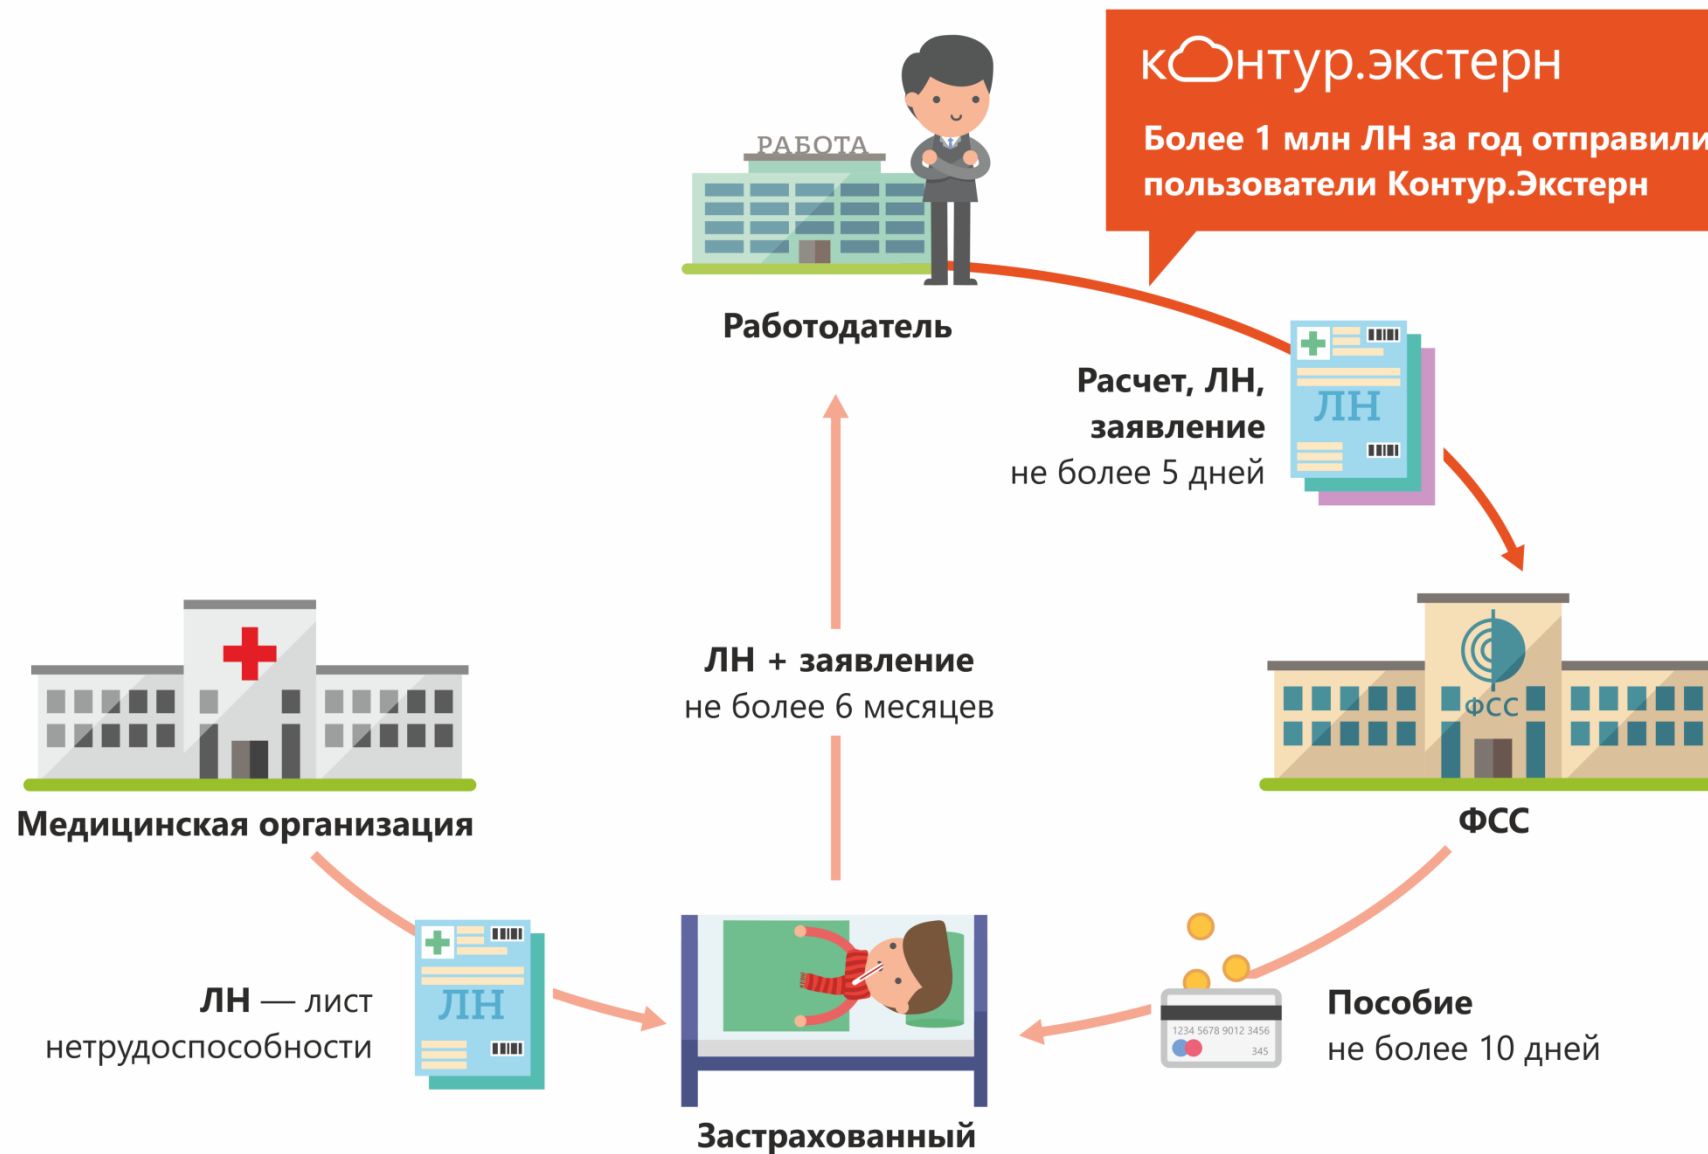 контур.экстерн
Более 1 млн ЛН за год отправили
пользователи Контур.Экстерн
РАБОТА
Работодатель
Расчет, ЛН,
заявление
не более 5 дней
ЛН
ЛН + заявление
не более 6 месяцев
ФСС
Медицинская организация
ФСС
ЛН — лист
нетрудоспособности
ЛН
1234 5678 9012 3456
345
Пособие
не более 10 дней
Застрахованный